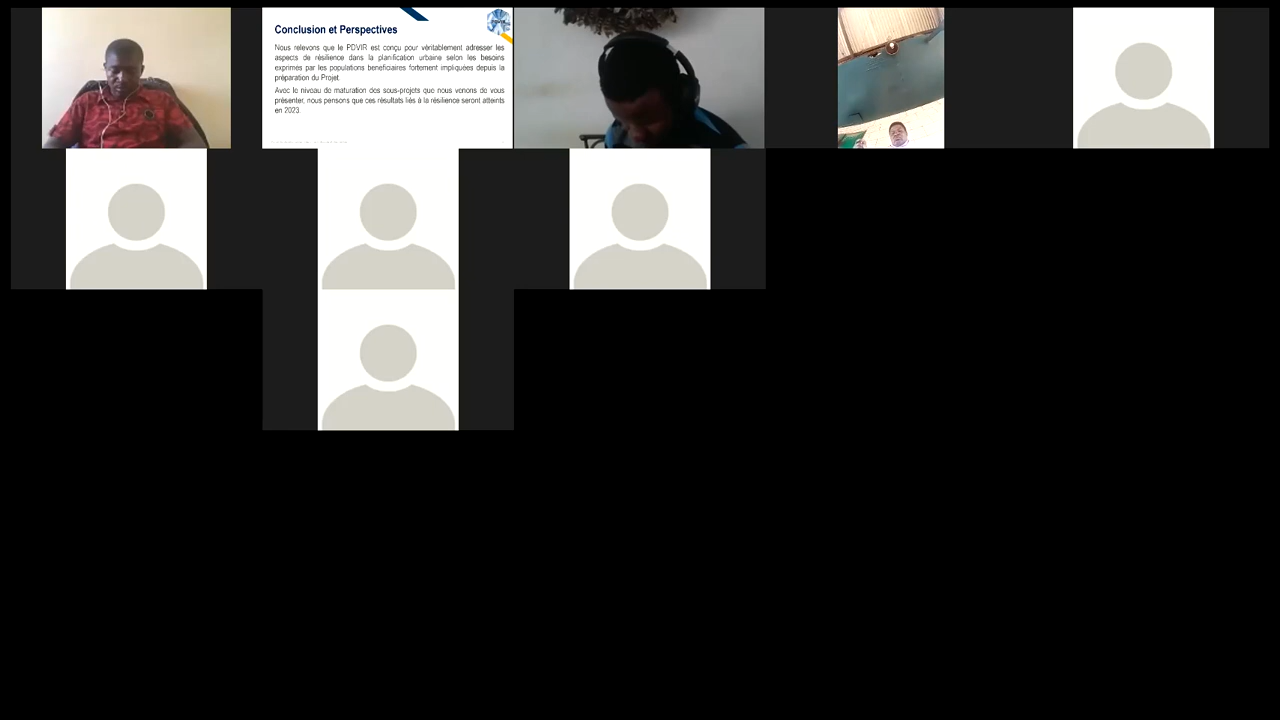 Conclusion et Perspectives
Nous relevons que le PDVIR est conçu pour véritablement adresser les
aspects de résilience dans la planification urbaine selon les besoins
exprimés par les populations bénéficiaires fortement impliquées depuis la
préparation du Projet.
Avec le niveau de maturation des sous-projets que nous venons de vous
présenter, nous pensons que ces résultats liés à la résilience seront atteints
en 2023.